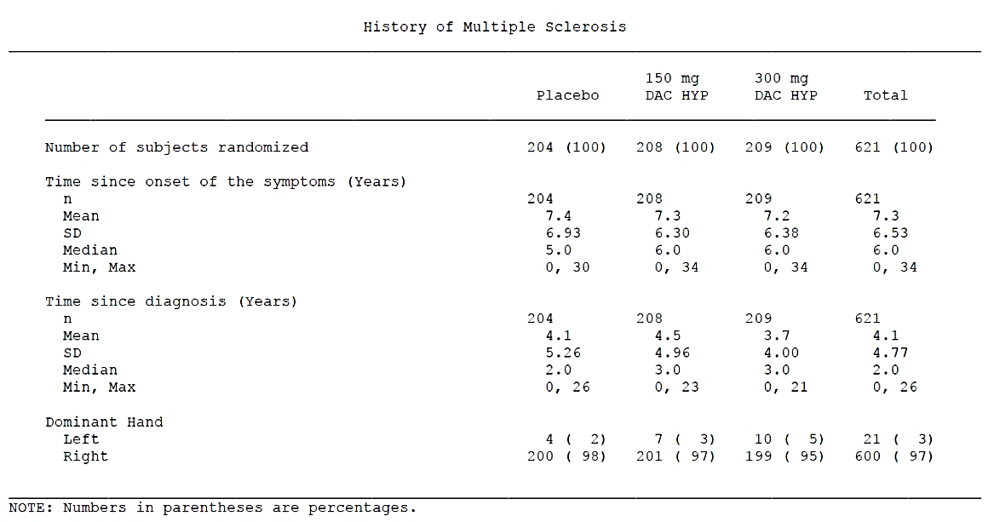 History of Multiple Sclerosis
150 mg 300 mg
Placebo DAC HYP DAC HYP Total
Number of subjects randomized 204 (100) 208 (100) 209 (100) 621 (100)
Time since onset of the symptoms (Years)
n 204 208 209 621
Mean 7.4 7.3 7.2 7.3
SD 6.93 6.30 6.38 6.53
Median 5.0 6.0 6.0 6.0
Min, Max 0, 30 0, 34 0, 34 0, 34
Time since diagnosis (Years)
n 204 208 209 621
Mean 4.1 4.5 3.7 4.1
SD 5.26 4.96 4.00 4.77
Median 2.0 3.0 3.0 2.0
Min, Max 0, 26 0, 23 0, 21 0, 26
Dominant Hand
Left 4 ( 2) 7 ( 3) 10 ( 5) 21 ( 3)
Right 200 ( 98) 201 ( 97) 199 ( 95) 600 ( 97)
NOTE: Numbers in parentheses are percentages.